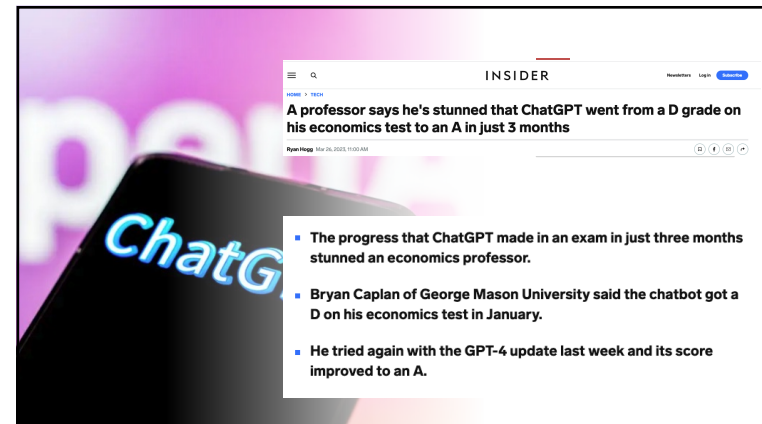 INSIDER
Newsletters Log in Subscribe
HOME > TECH
A professor says he's stunned that ChatGPT went from a D grade on
his economics test to an A in just 3 months
Ryan Hogg Mar 26, 2023, 11:00 AM
The progress that ChatGPT made in an exam in just three months
stunned an economics professor.
Bryan Caplan of George Mason University said the chatbot got a
D on his economics test in January.
He tried again with the GPT-4 update last week and its score
improved to an A.